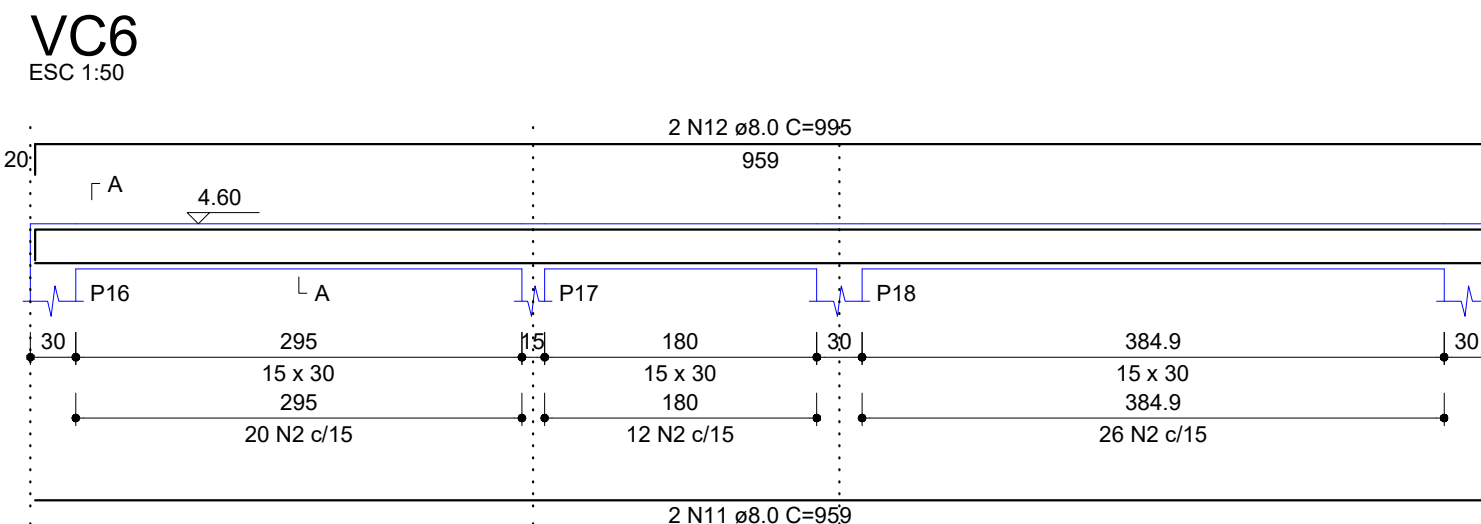 VC6
ESC 1:50
2 N12 ø8.0 C=995
20
959
A
4.60
P16
A
P17
P18
30 295 15 180 30 384.9 30
15 x 30 15 x 30 15 x 30
295 180 384.9
20 N2 c/15 12 N2 c/15 26 N2 c/15
2 N11 ø8.0 C=959